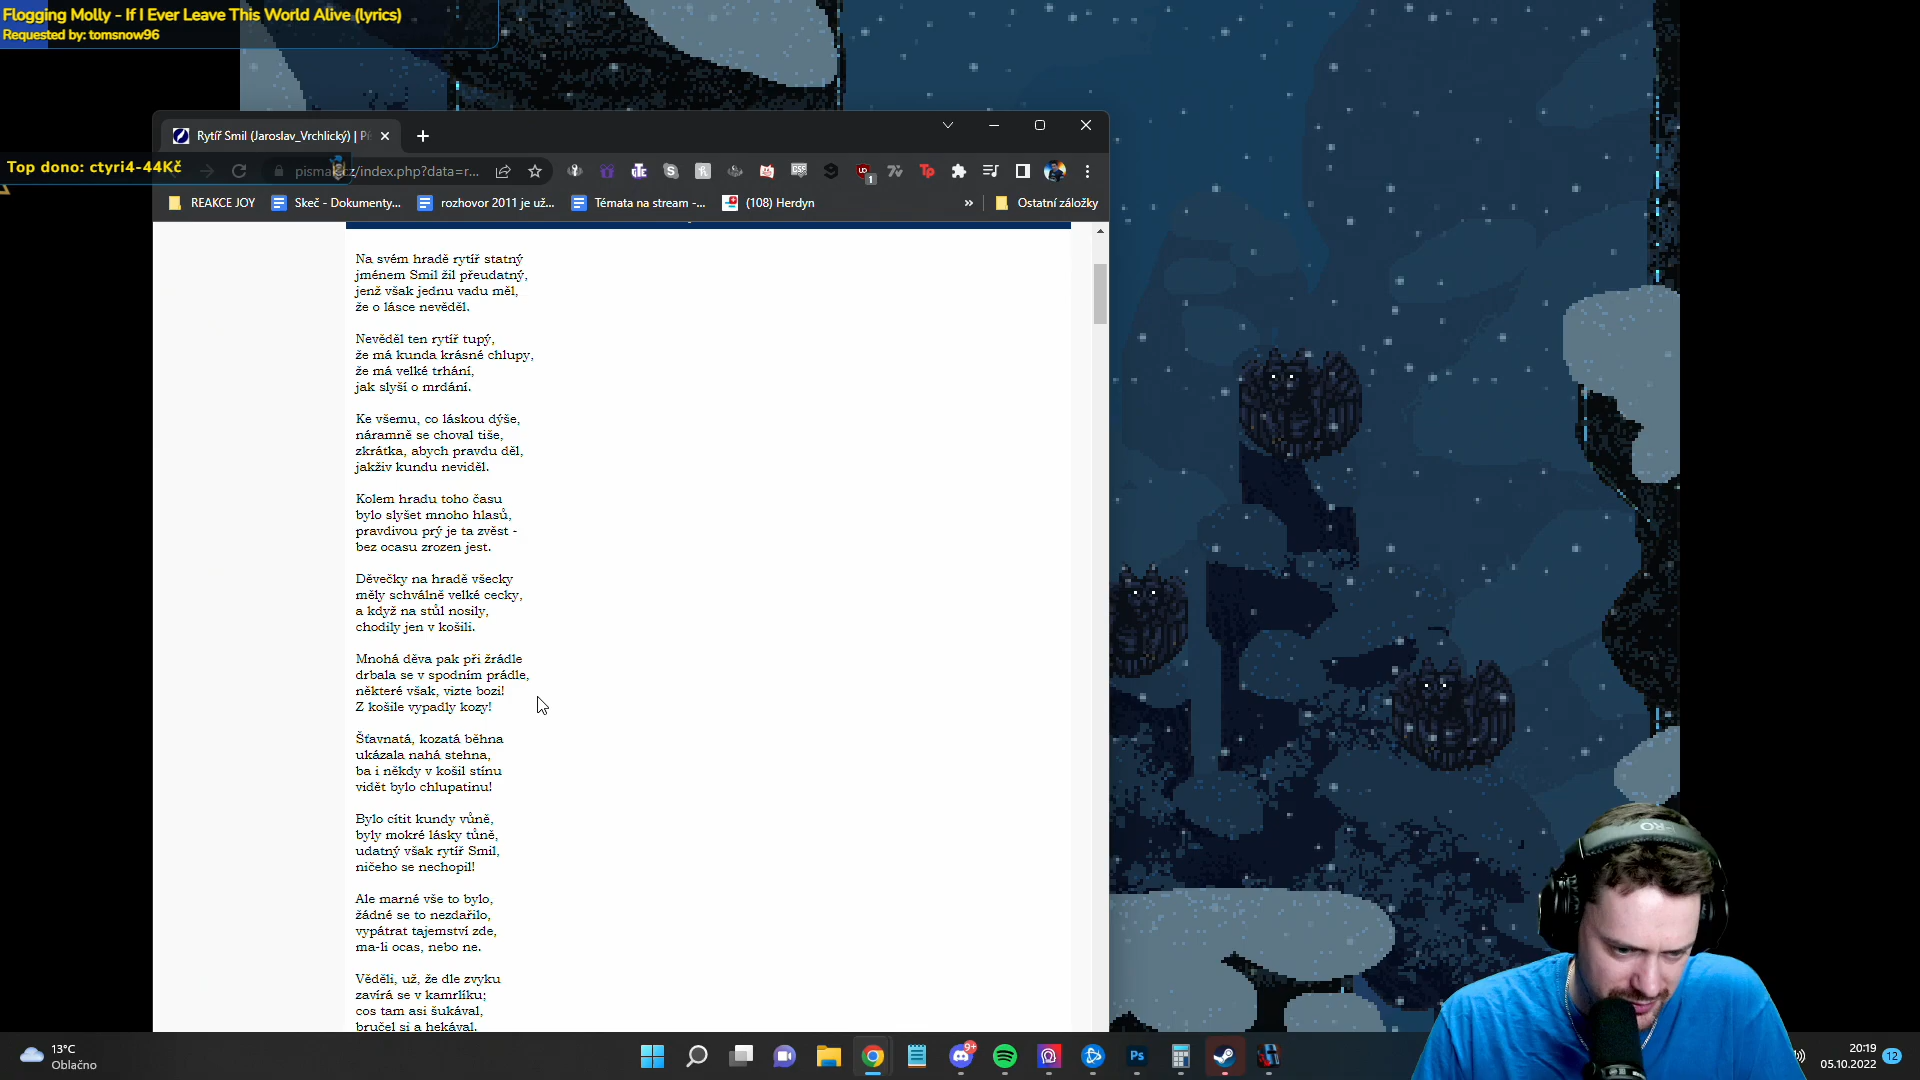 Flogging Molly - If I Ever Leave This World Alive (lyrics)
Requested by: tomsnow96
Rytíř Smil (Jaroslav_Vrchlický) |
Top dono: ctyri4-44Kč
/index.php?data=r...
REAKCE JOY
Skeč - Dokumenty...
rozhovor 2011 je už...
Témata na stream -...
(108) Herdyn
»
Ostatní záložky
Na svém hradě rytíř statný
jménem Smil žil přeudatný,
jenž však jednu vadu měl,
že o lásce nevěděl.
Nevěděl ten rytíř tupý,
že má kunda krásné chlupy,
že má velké trhání,
jak slyší o mrdání.
Ke všemu, co láskou dýše,
náramně se choval tiše,
zkrátka, abych pravdu děl,
jakživ kundu neviděl.
Kolem hradu toho času
bylo slyšet mnoho hlasů,
pravdivou prý je ta zvěst -
bez ocasu zrozen jest.
Děvečky na hradě všecky
měly schválně velké cecky,
a když na stůl nosily,
chodily jen v košili.
Mnohá děva pak při žrádle
drbala se v spodním prádle,
některé však, vizte bozi!
Z košile vypadly kozy!
Šťavnatá, kozatá běhna
ukázala nahá stehna,
ba i někdy v košil stínu
vidět bylo chlupatinu!
Bylo cítit kundy vůně,
byly mokré lásky tůně,
udatný však rytíř Smil,
ničeho se nechopil!
Ale marné vše to bylo,
žádné se to nezdařilo,
vypátrat tajemství zde,
ma-li ocas, nebo ne.
Věděli, už, že dle zvyku
zavírá se v kamrlíku;
cos tam asi šukával,
bručel si a hekával.
13°C
Oblačno
9+
Ps
20:19
05.10.2022
12